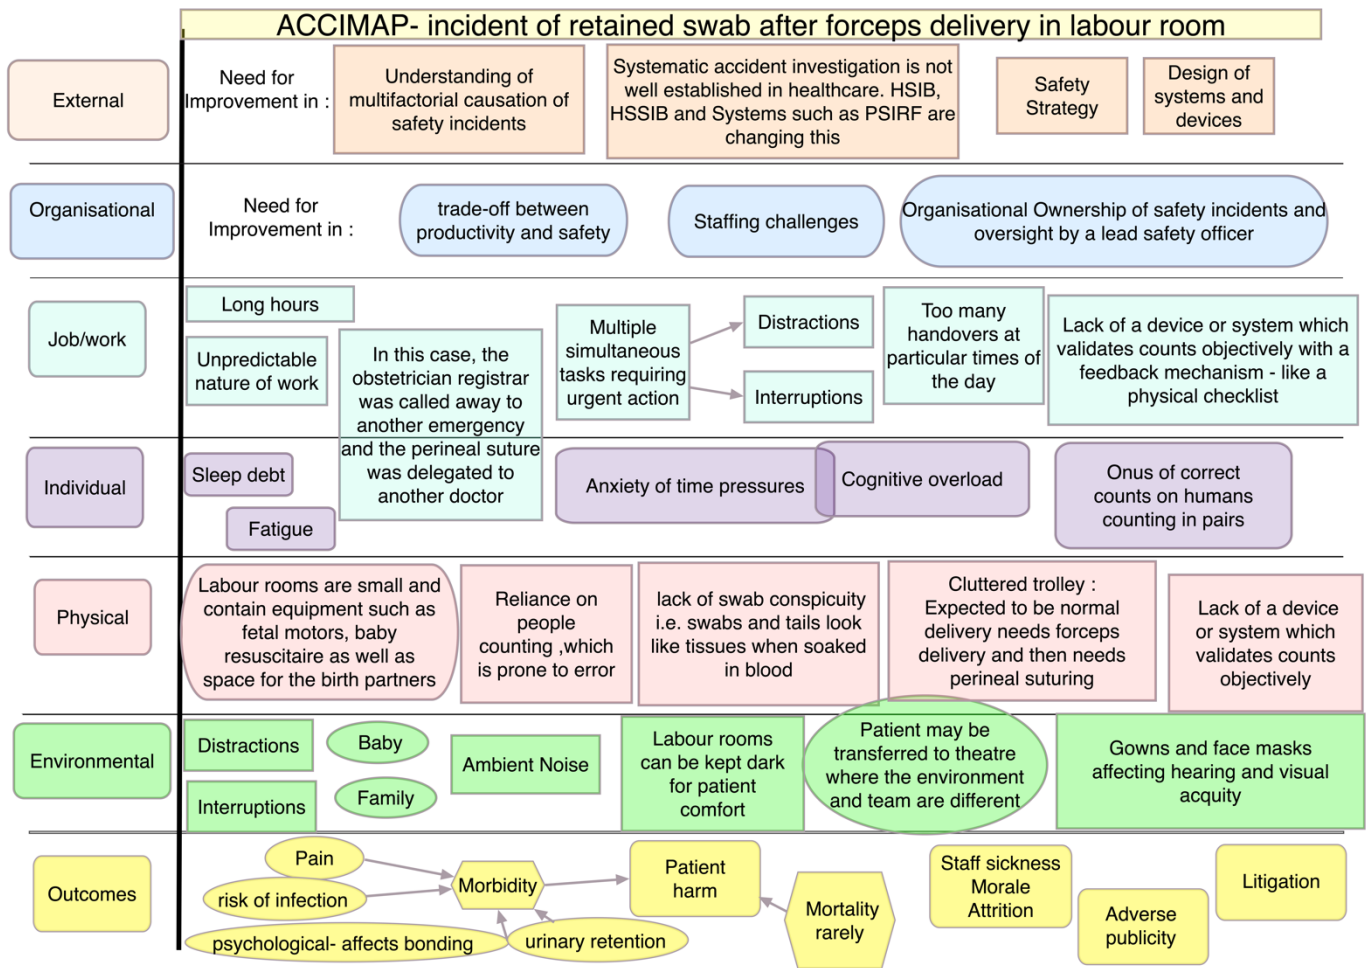 ACCIMAP- incident of retained swab after forceps delivery in labour room
External
Need for
Improvement in :
Understanding of
multifactorial causation of
safety incidents
Systematic accident investigation is not
well established in healthcare. HSIB,
HSSIB and Systems such as PSIRF are
changing this
Safety
Strategy
Design of
systems and
devices
Organisational
Need for
Improvement in :
trade-off between
productivity and safety
Staffing challenges
Organisational Ownership of safety incidents and
oversight by a lead safety officer
Job/work
Long hours
Unpredictable
nature of work
In this case, the
obstetrician registrar
was called away to
another emergency
and the perineal suture
was delegated to
another doctor
Multiple
simultaneous
tasks requiring
urgent action
Distractions
Interruptions
Too many
handovers at
particular times of
the day
Lack of a device or system which
validates counts objectively with a
feedback mechanism - like a
physical checklist
Individual
Sleep debt
Fatigue
Anxiety of time pressures
Cognitive overload
Onus of correct
counts on humans
counting in pairs
Physical
Labour rooms are small and
contain equipment such as
fetal motors, baby
resuscitaire as well as
space for the birth partners
Reliance on
people
counting ,which
is prone to error
lack of swab conspicuity
i.e. swabs and tails look
like tissues when soaked
in blood
Cluttered trolley :
Expected to be normal
delivery needs forceps
delivery and then needs
perineal suturing
Lack of a device
or system which
validates counts
objectively
Environmental
Distractions
Interruptions
Baby
Family
Ambient Noise
Labour rooms
can be kept dark
for patient
comfort
Patient may be
transferred to theatre
where the environment
and team are different
Gowns and face masks
affecting hearing and visual
acquity
Outcomes
Pain
risk of infection
psychological- affects bonding
Morbidity
urinary retention
Patient
harm
Mortality
rarely
Staff sickness
Morale
Attrition
Adverse
publicity
Litigation